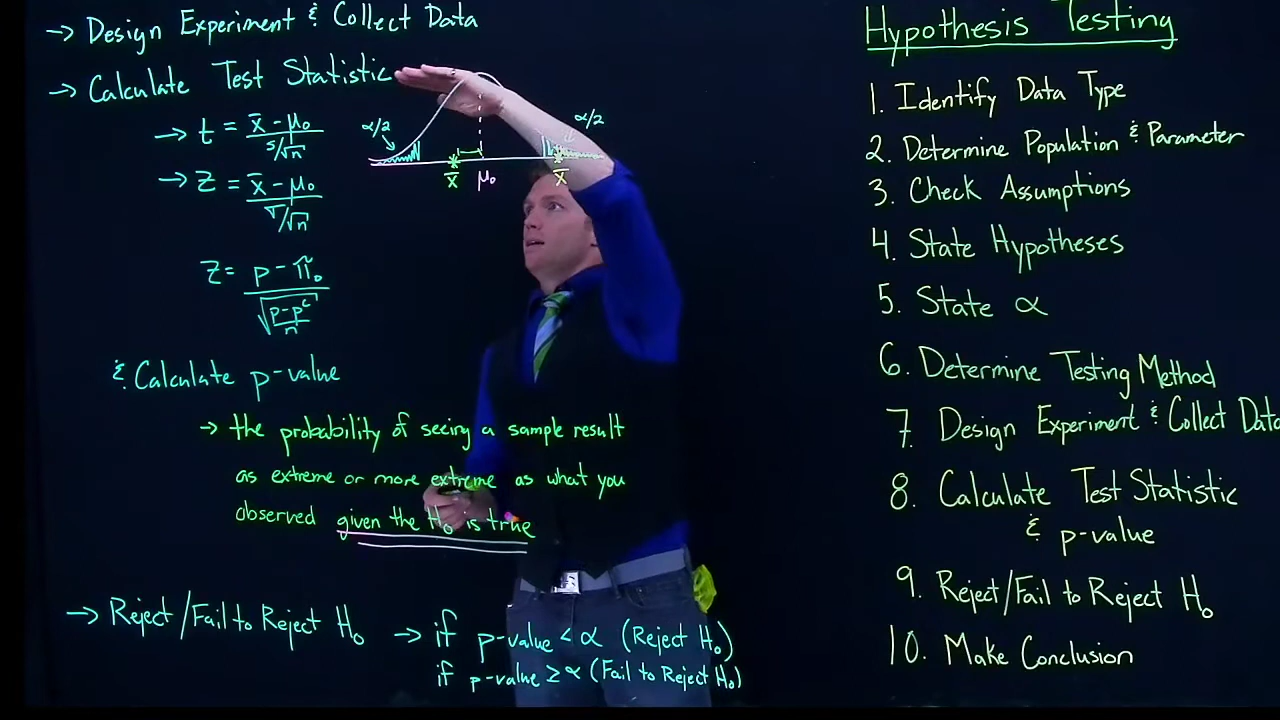 → Design Experiment & Collect Data
→ Calculate Test Statistic
→ t = x̄ - μ₀ / s/√n
→ z = x̄ - μ₀ / σ/√n
z = p - π₀ / √(p-p²/n)
α/2
α/2
x̄ μ₀ x̄
& Calculate p-value
→ the probability of seeing a sample result
as extreme or more extreme as what you
observed given the H₀ is true
→ Reject/Fail to Reject H₀ → if p-value < α (Reject H₀)
if p-value ≥ α (Fail to Reject H₀)
Hypothesis Testing
1. Identify Data Type
2. Determine Population & Parameter
3. Check Assumptions
4. State Hypotheses
5. State α
6. Determine Testing Method
7. Design Experiment & Collect Data
8. Calculate Test Statistic
& p-value
9. Reject/Fail to Reject H₀
10. Make Conclusion